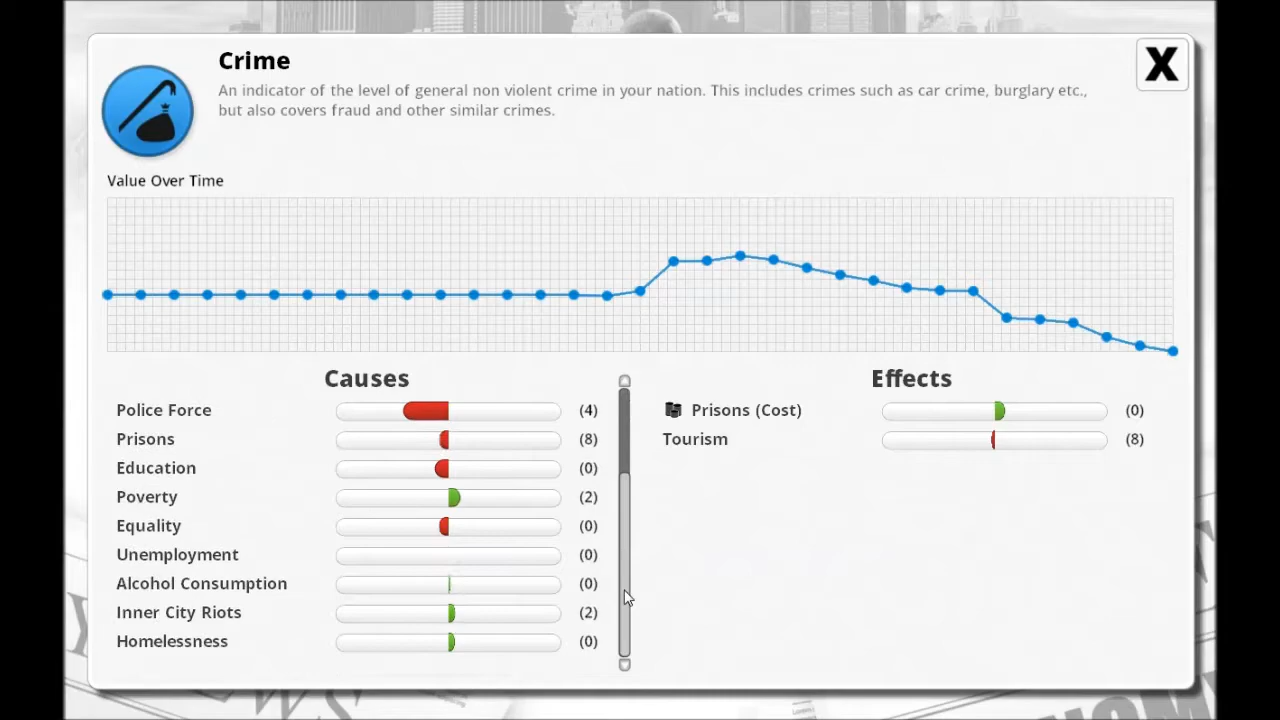 Crime
X
An indicator of the level of general non violent crime in your nation. This includes crimes such as car crime, burglary etc.,
but also covers fraud and other similar crimes.
Value Over Time
Causes
Police Force (4)
Prisons (8)
Education (0)
Poverty (2)
Equality (0)
Unemployment (0)
Alcohol Consumption (0)
Inner City Riots (2)
Homelessness (0)
Effects
Prisons (Cost) (0)
Tourism (8)